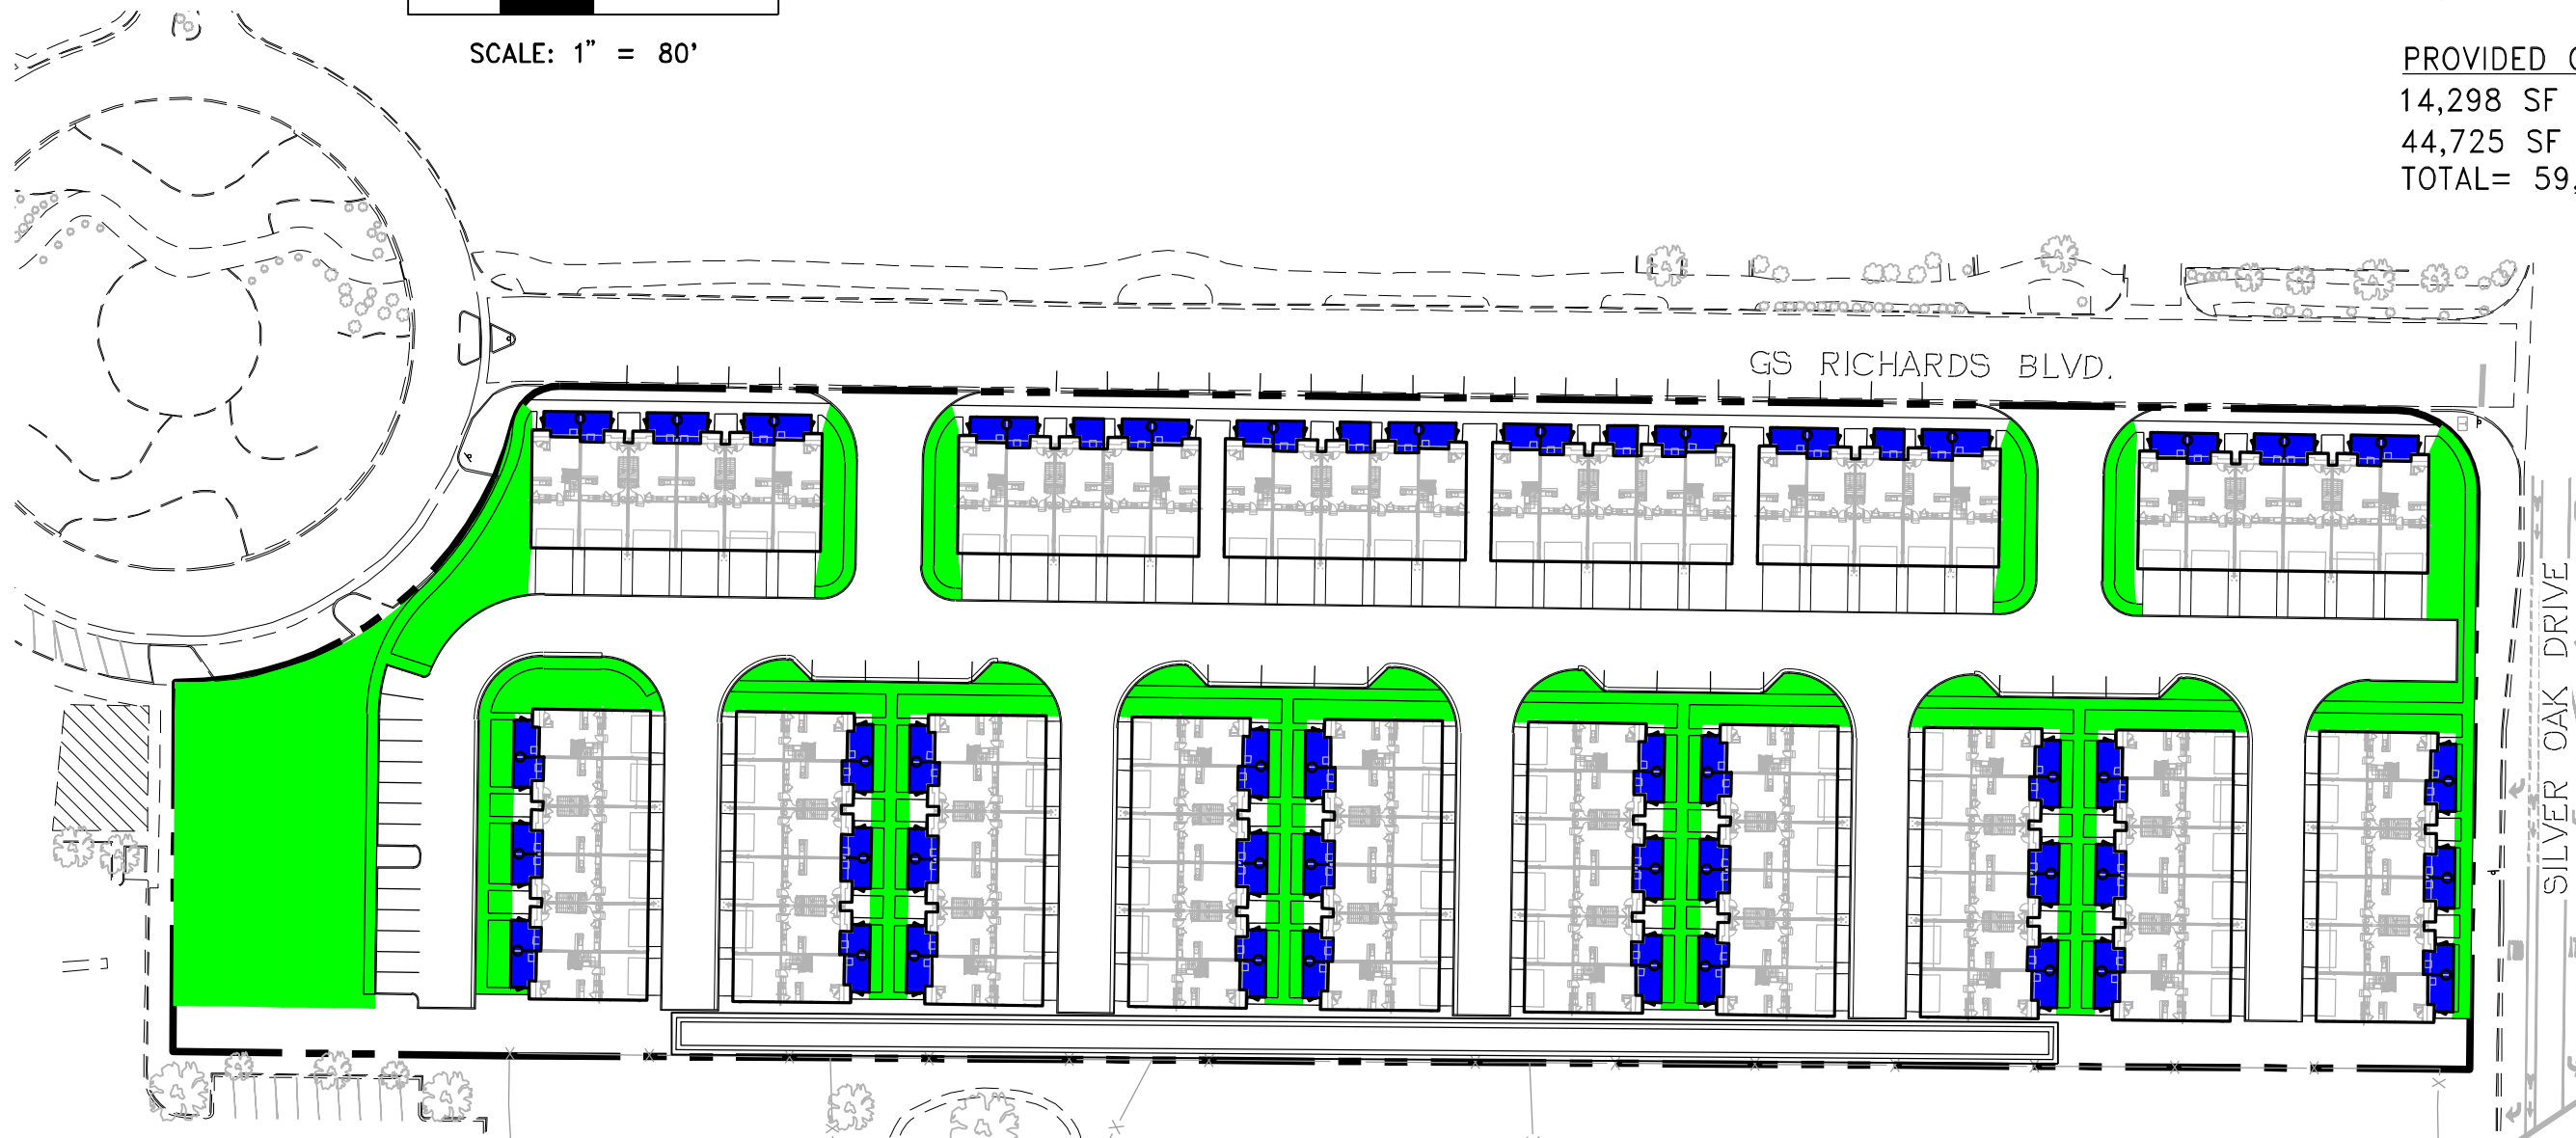 SCALE: 1" = 80'
PROVIDED
14,298 SF
44,725 SF
TOTAL= 59,
GS RICHARDS BLVD.
SILVER OAK DRIVE